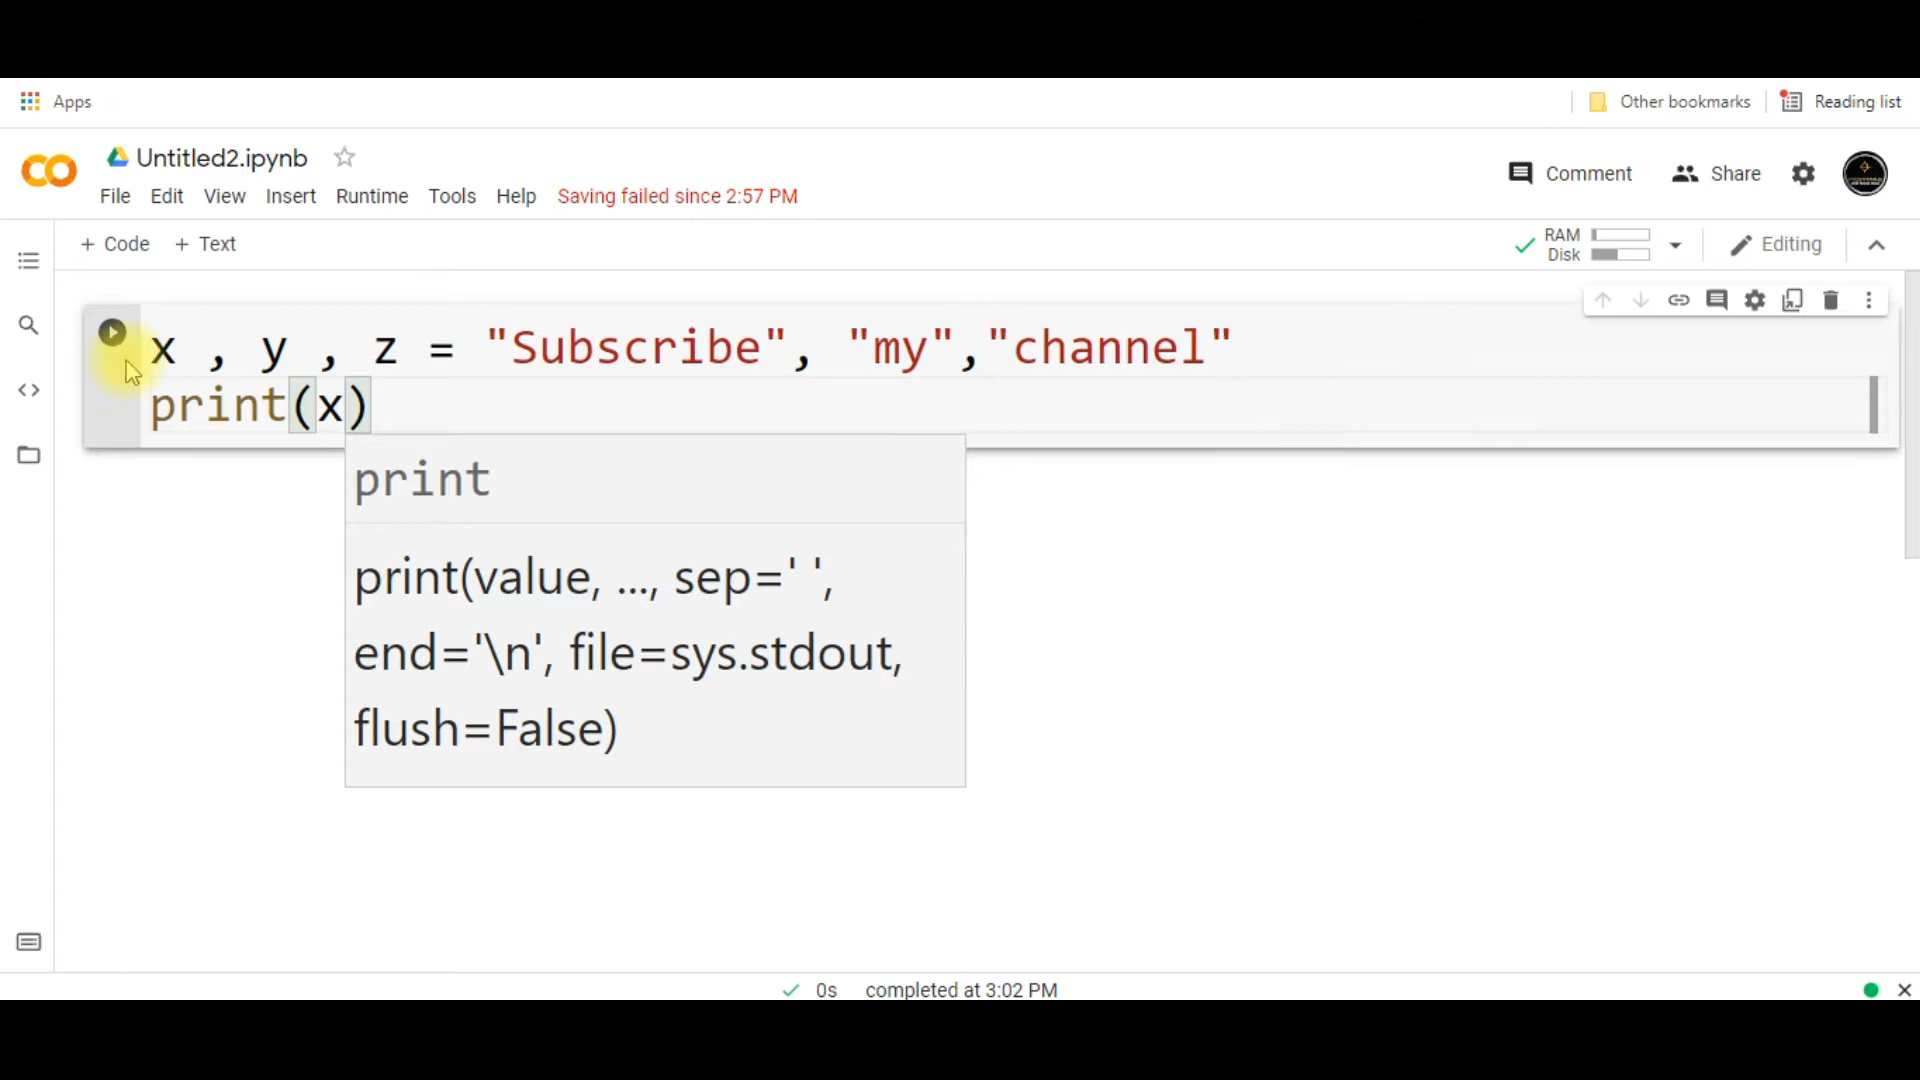 Apps Other bookmarks Reading list
Untitled2.ipynb
Comment Share
File Edit View Insert Runtime Tools Help Saving failed since 2:57 PM
+ Code + Text
RAM
Disk
Editing
x , y , z = "Subscribe", "my","channel"
print(x)
print
print(value, ..., sep=' ',
end='\n', file=sys.stdout,
flush=False)
0s completed at 3:02 PM